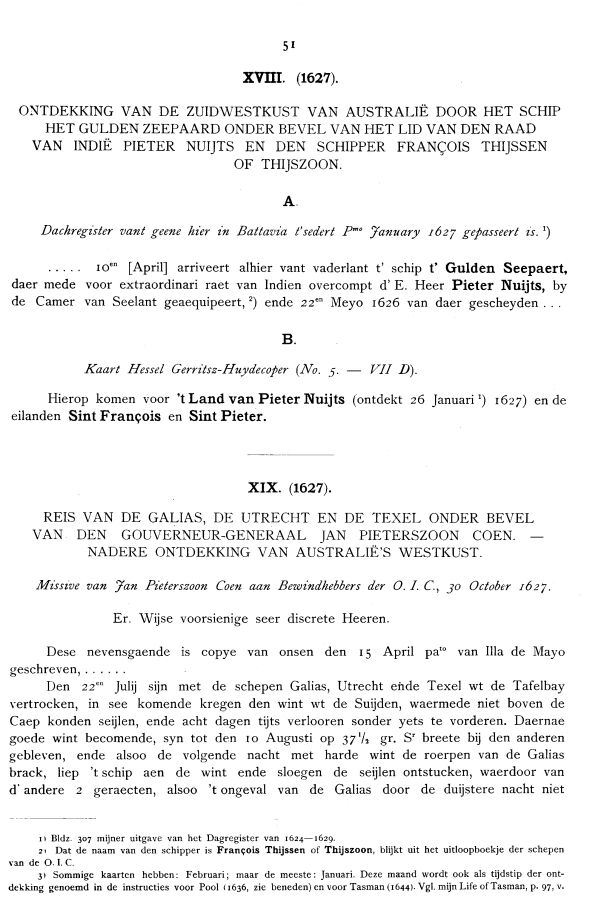 51
XVIII. (1627).
ONTDEKKING VAN DE ZUIDWESTKUST VAN AUSTRALIË DOOR HET SCHIP
HET GULDEN ZEEPAARD ONDER BEVEL VAN HET LID VAN DEN RAAD
VAN INDIË PIETER NUIJTS EN DEN SCHIPPER FRANÇOIS THIJSSEN
OF THIJSZOON.
A.
Dachregister vant geene hier in Battavia t'sedert Pmo January 1627 gepasseert is. 1)
..... 10en [April] arriveert alhier vant vaderlant t' schip t' Gulden Seepaert,
daer mede voor extraordinari raet van Indien overcompt d' E. Heer Pieter Nuijts, by
de Camer van Seelant geaequipeert, 2) ende 22en Meyo 1626 van daer gescheyden ...
B.
Kaart Hessel Gerritsz-Huydecoper (No. 5. — VII D).
Hierop komen voor 't Land van Pieter Nuijts (ontdekt 26 Januari 1) 1627) en de
eilanden Sint François en Sint Pieter.
XIX. (1627).
REIS VAN DE GALIAS, DE UTRECHT EN DE TEXEL ONDER BEVEL
VAN DEN GOUVERNEUR-GENERAAL JAN PIETERSZOON COEN. —
NADERE ONTDEKKING VAN AUSTRALIË'S WESTKUST.
Missive van Jan Pieterszoon Coen aan Bewindhebbers der O. I. C., 30 October 1627.
Er. Wijse voorsienige seer discrete Heeren.
Dese nevensgaende is copye van onsen den 15 April pato van Illa de Mayo
geschreven, ......
Den 22en Julij sijn met de schepen Galias, Utrecht ende Texel wt de Tafelbay
vertrocken, in see komende kregen den wint wt de Suijden, waermede niet boven de
Caep konden seijlen, ende acht dagen tijts verlooren sonder yets te vorderen. Daernae
goede wint becomende, syn tot den 10 Augusti op 37 1/2 gr. Sr breete bij den anderen
gebleven, ende alsoo de volgende nacht met harde wint de roerpen van de Galias
brack, liep 't schip aen de wint ende sloegen de seijlen ontstucken, waerdoor van
d' andere 2 geraecten, alsoo 't ongeval van de Galias door de duijstere nacht niet
1) Bldz. 307 mijner uitgave van het Dagregister van 1624—1629.
2) Dat de naam van den schipper is François Thijssen of Thijszoon, blijkt uit het uitloopboekje der schepen
van de O. I. C.
3) Sommige kaarten hebben: Februari; maar de meeste: Januari. Deze maand wordt ook als tijdstip der ont-
dekking genoemd in de instructies voor Pool (1636, zie beneden) en voor Tasman (1644). Vgl. mijn Life of Tasman, p. 97, v.